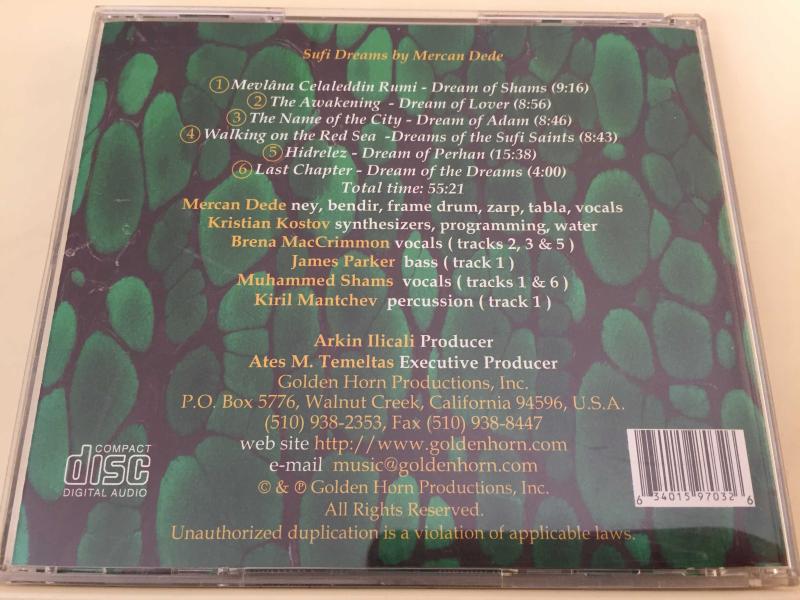 Sufi Dreams by Mercan Dede
1 Mevlâna Celaleddin Rumi - Dream of Shams (9:16)
2 The Awakening - Dream of Lover (8:56)
3 The Name of the City - Dream of Adam (8:46)
4 Walking on the Red Sea -Dreams of the Sufi Saints (8:43)
5 Hidrelez - Dream of Perhan (15:38)
6 Last Chapter - Dream of the Dreams (4:00)
Total time: 55:21
Mercan Dede ney, bendir, frame drum, zarp, tabla, vocals
Kristian Kostov synthesizers, programming, water
Brena MacCrimmon vocals ( tracks 2, 3 & 5 )
James Parker bass ( track 1 )
Muhammed Shams vocals ( tracks 1 & 6 )
Kiril Mantchev percussion ( track 1 )
Arkin Ilicali Producer
Ates M. Temeltas Executive Producer
Golden Horn Productions, Inc.
P.O. Box 5776, Walnut Creek, California 94596, U.S.A.
(510) 938-2353, Fax (510) 938-8447
web site http://www.goldenhorn.com
e-mail music@goldenhorn.com
© & ℗ Golden Horn Productions, Inc.
All Rights Reserved.
Unauthorized duplication is a violation of applicable laws.
COMPACT
disc
DIGITAL AUDIO
6 34015 97032 6